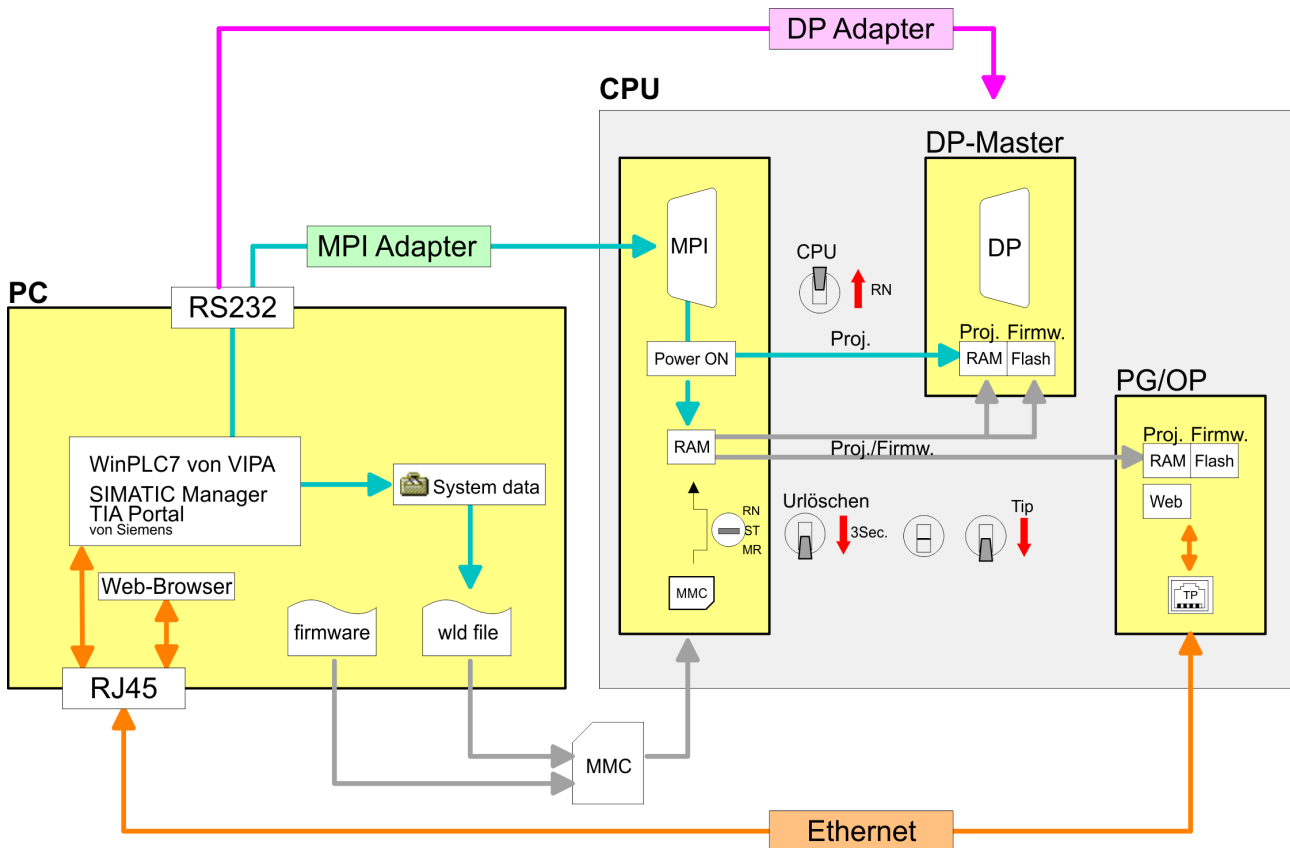 DP Adapter
CPU
DP-Master
MPI Adapter
MPI
CPU
RN
DP
PC
RS232
Proj.
Proj. Firmw.
Power ON
RAM
Flash
PG/OP
RAM
Proj./Firmw.
Proj. Firmw.
RAM
Flash
WinPLC7 von VIPA
SIMATIC Manager
TIA Portal
von Siemens
System data
Web
RN
ST
MR
Urlöschen
3Sec.
Tip
Web-Browser
MMC
TP
firmware
wld file
RJ45
MMC
Ethernet